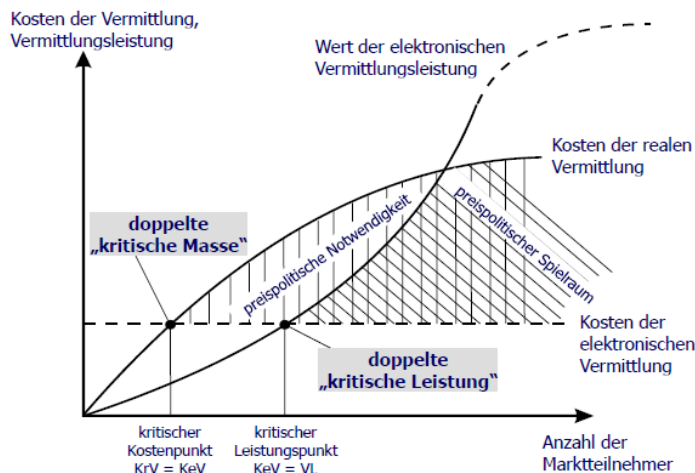 Kosten der Vermittlung,
Vermittlungsleistung
Wert der elektronischen
Vermittlungsleistung
Kosten der realen
Vermittlung
doppelte
„kritische Masse“
preispolitische Notwendigkeit
preispolitischer Spielraum
Kosten der
elektronischen
Vermittlung
doppelte
„kritische Leistung“
kritischer
Kostenpunkt
KrV = KeV
kritischer
Leistungspunkt
KeV = VL
Anzahl der
Marktteilnehmer